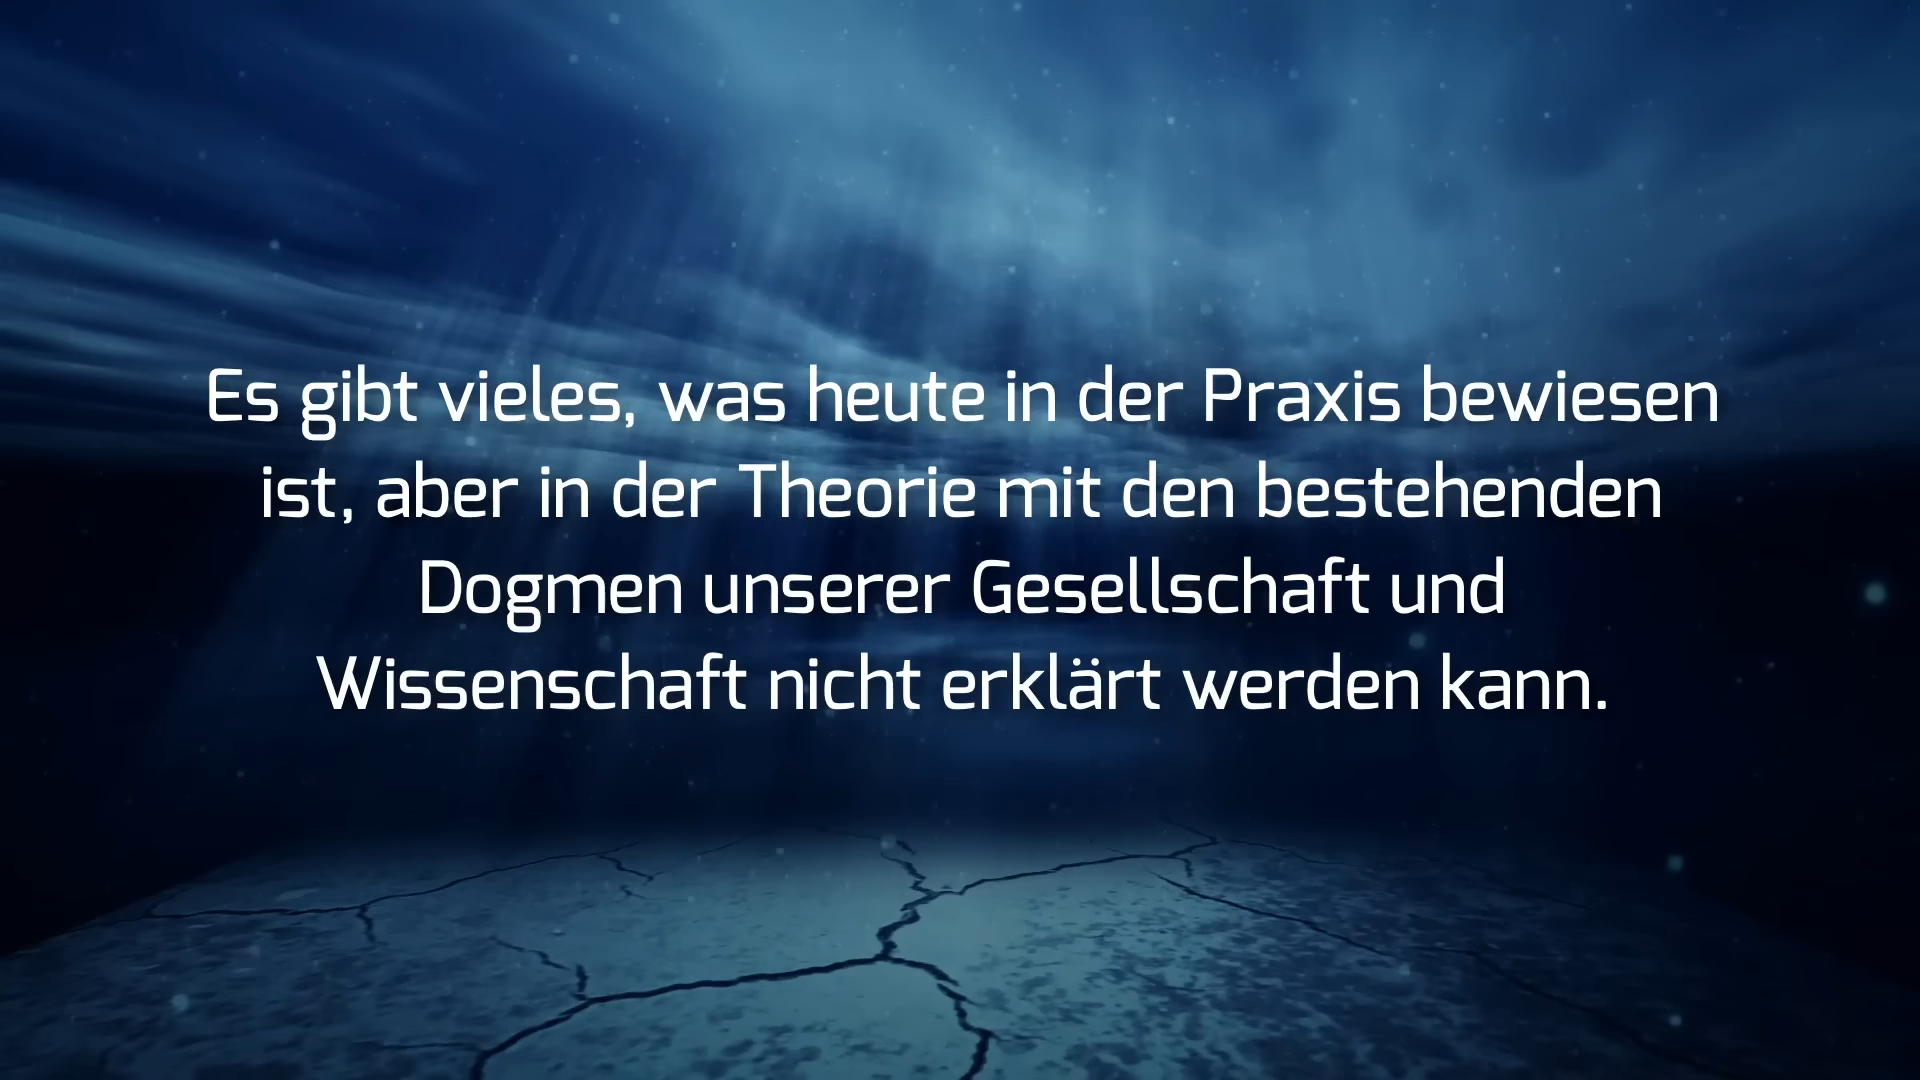 Es gibt vieles, was heute in der Praxis bewiesen
ist, aber in der Theorie mit den bestehenden
Dogmen unserer Gesellschaft und
Wissenschaft nicht erklärt werden kann.